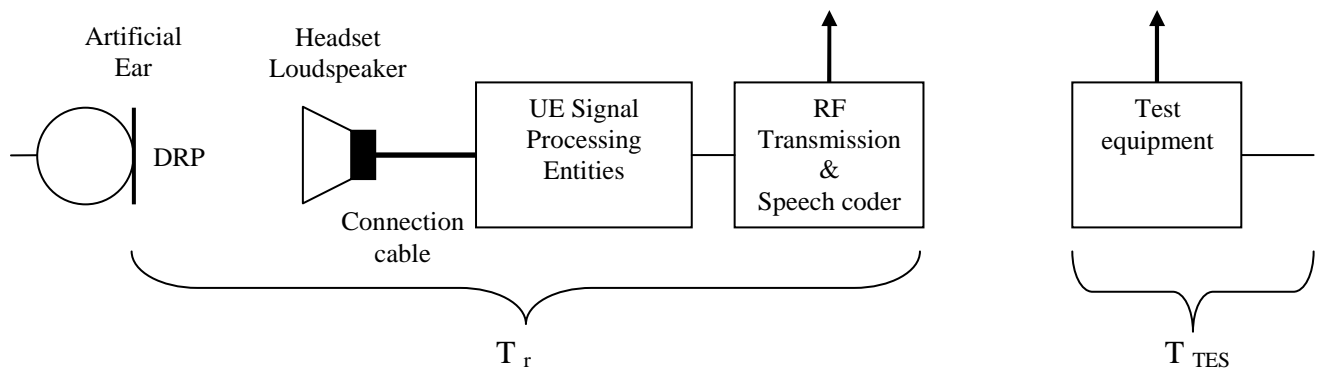 Artificial
Ear
DRP
Headset
Loudspeaker
Connection
cable
UE Signal
Processing
Entities
RF
Transmission
&
Speech coder
Test
equipment
T r
T TES